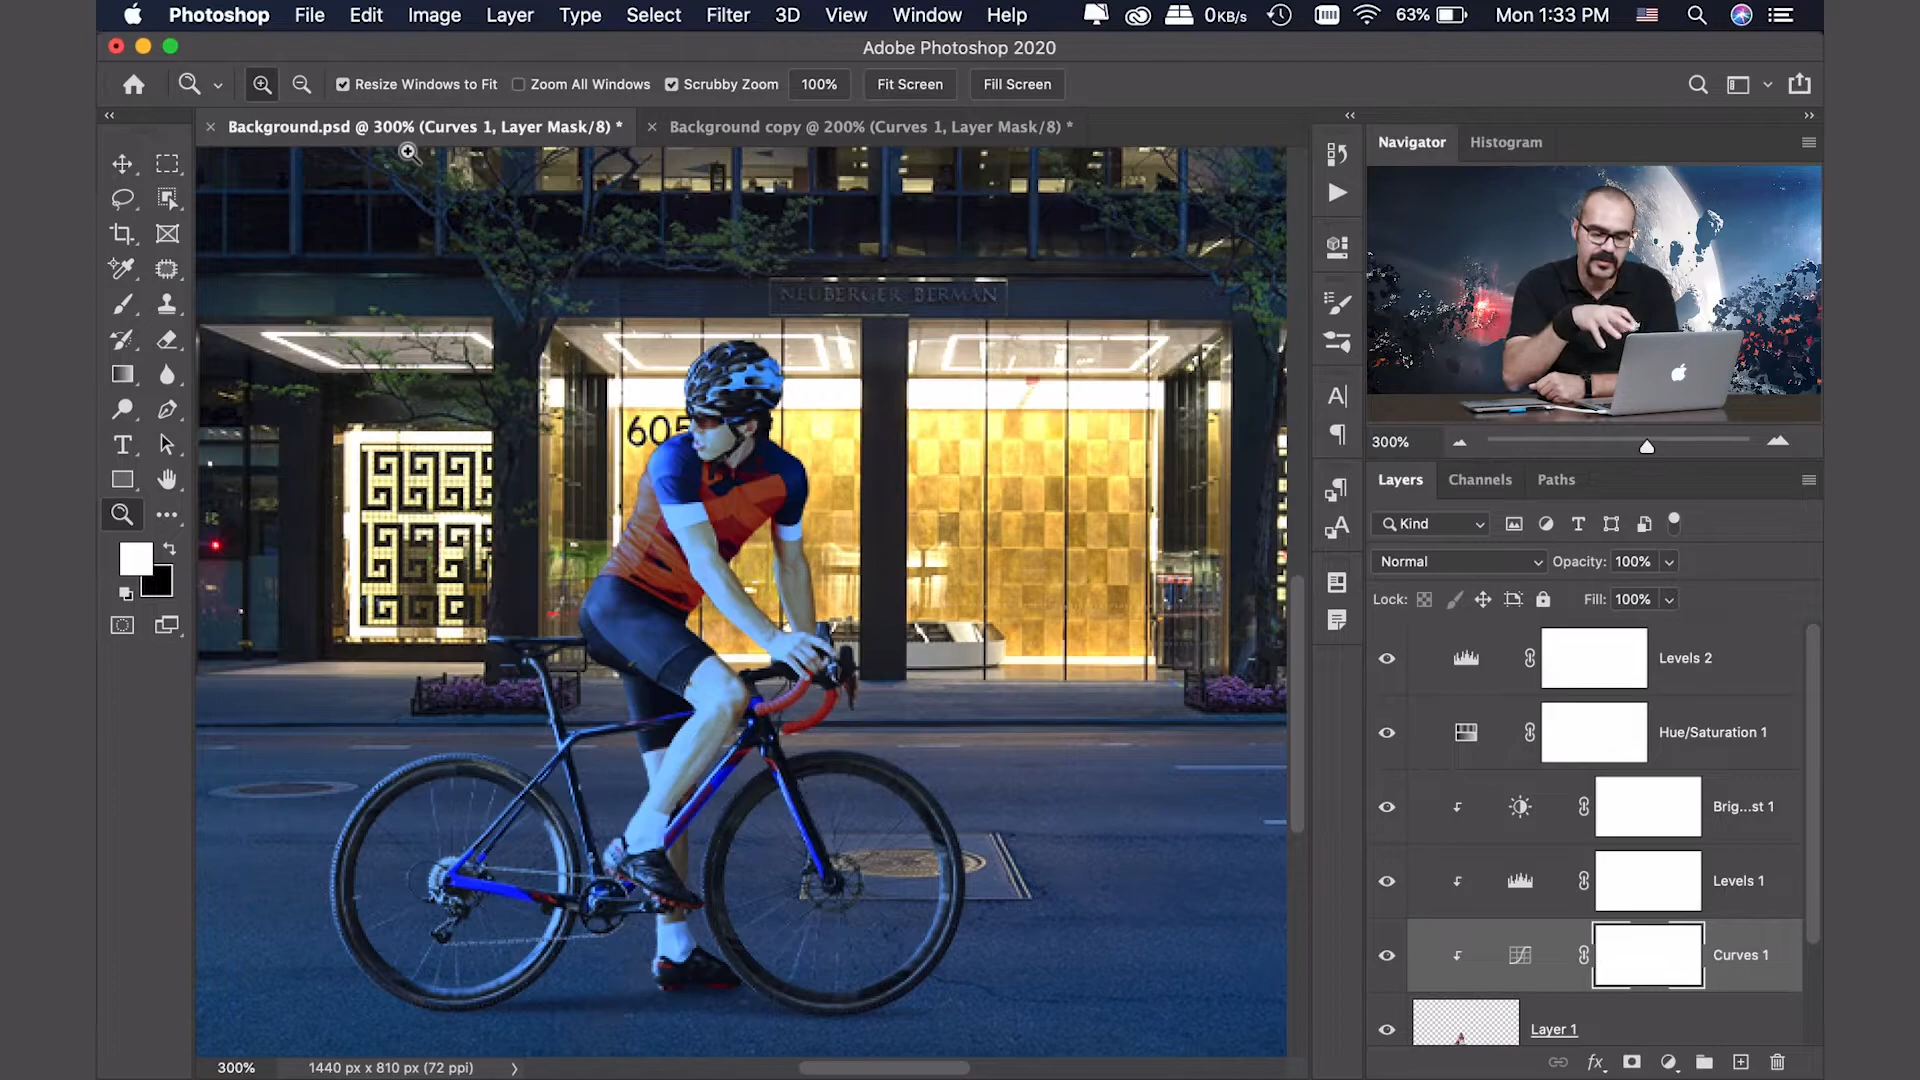 Photoshop File Edit Image Layer Type Select Filter 3D View Window Help 0KB/s 63% Mon 1:33 PM
Adobe Photoshop 2020
Resize Windows to Fit Zoom All Windows Scrubby Zoom 100% Fit Screen Fill Screen
Background.psd @ 300% (Curves 1, Layer Mask/8) * Background copy @ 200% (Curves 1, Layer Mask/8) *
Navigator Histogram
NEUBERGER BERMAN
605
300%
Layers Channels Paths
Kind
Normal Opacity: 100%
Lock: Fill: 100%
Levels 2
Hue/Saturation 1
Brig...st 1
Levels 1
Curves 1
Layer 1
300% 1440 px x 810 px (72 ppi)